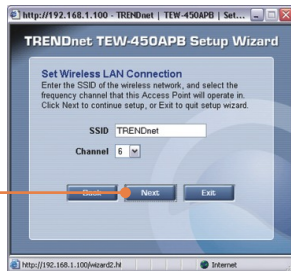 http://192.168.1.100 - TRENDnet | TEW-450APB | Set...
TRENDnet TEW-450APB Setup Wizard
Set Wireless LAN Connection
Enter the SSID of the wireless network, and select the
frequency channel that this Access Point will operate in.
Click Next to continue setup, or Exit to quit setup wizard.
SSID TRENDnet
Channel 6
Back Next Exit
http://192.168.1.100/wizard2.ht Internet